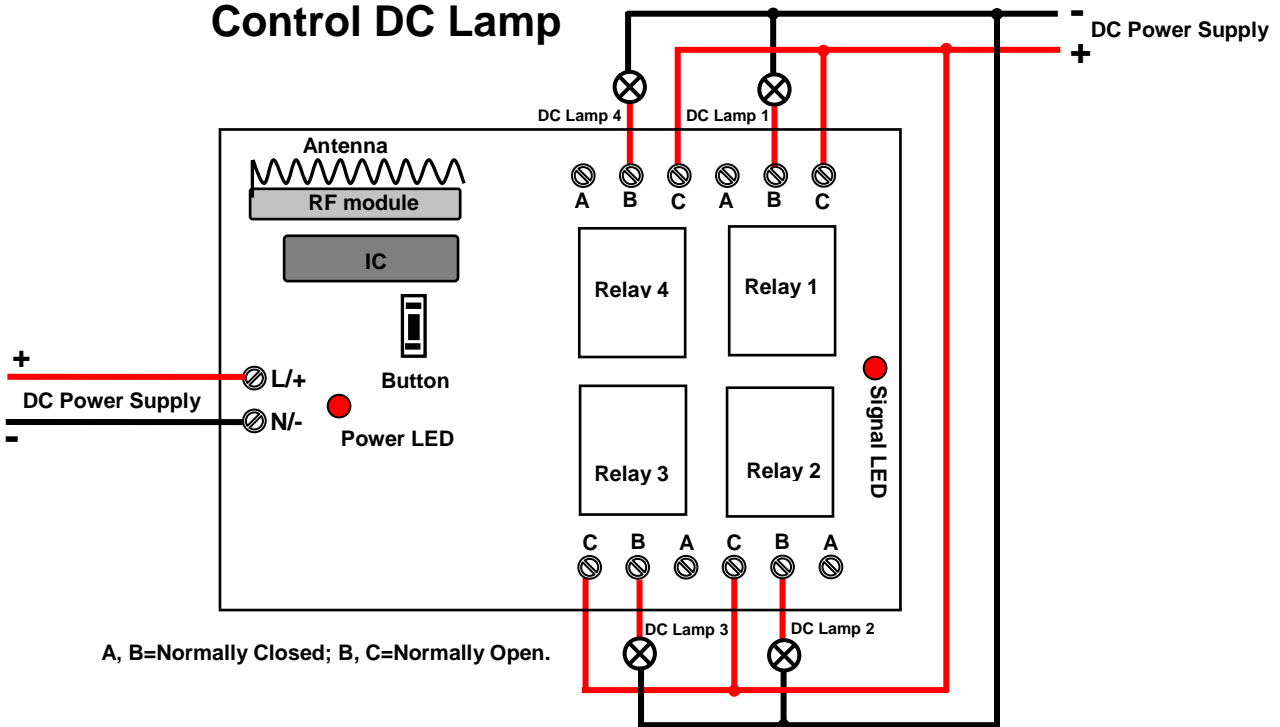 Control DC Lamp
-
DC Power Supply
+
DC Lamp 4
DC Lamp 1
Antenna
RF module
IC
A B C A B C
Relay 4
Relay 1
+
L/+
Button
DC Power Supply
-
N/-
Power LED
Signal LED
Relay 3
Relay 2
C B A C B A
DC Lamp 3
DC Lamp 2
A, B=Normally Closed; B, C=Normally Open.